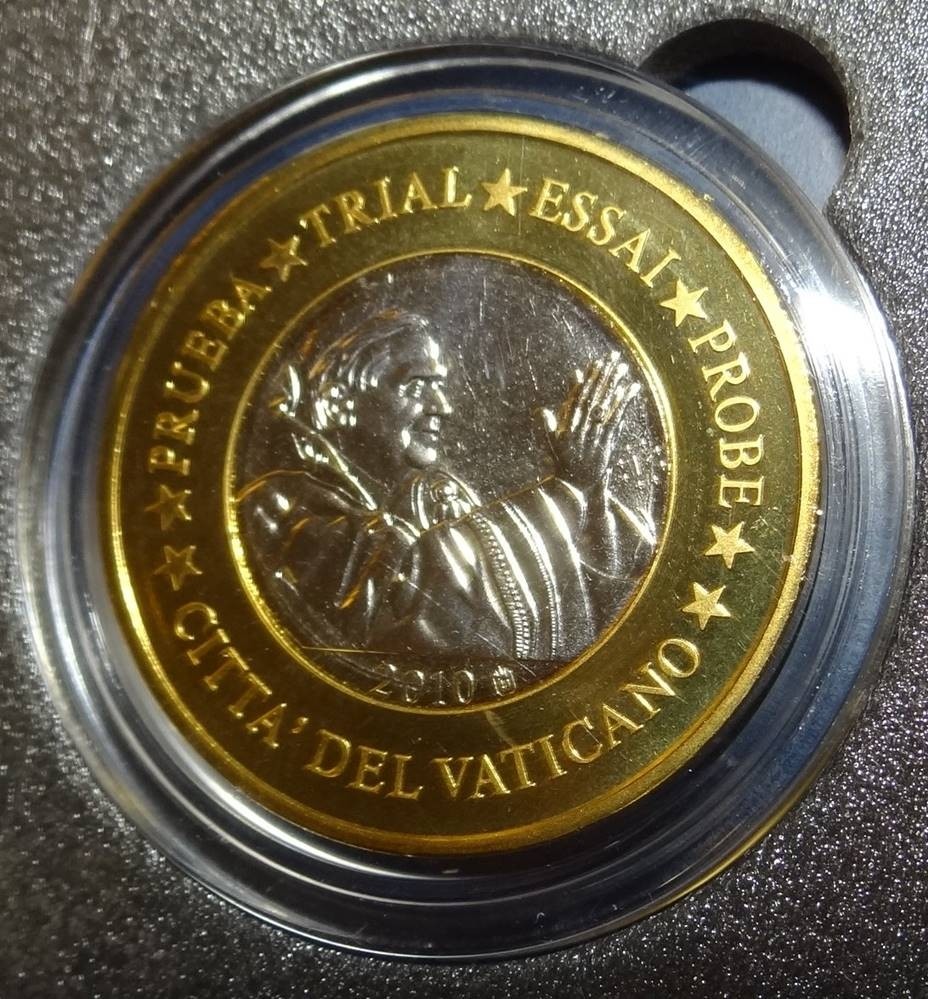 ★ PRUEBA ★ TRIAL ★ ESSAI ★ PROBE ★
★ CITTA' DEL VATICANO ★
2010